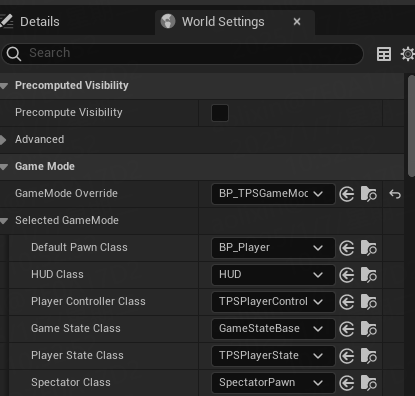 Details
World Settings
Search
Precomputed Visibility
Precompute Visibility
Advanced
Game Mode
GameMode Override BP_TPSGameMoc
Selected GameMode
Default Pawn Class BP_Player
HUD Class HUD
Player Controller Class TPSPlayerControl
Game State Class GameStateBase
Player State Class TPSPlayerState
Spectator Class SpectatorPawn